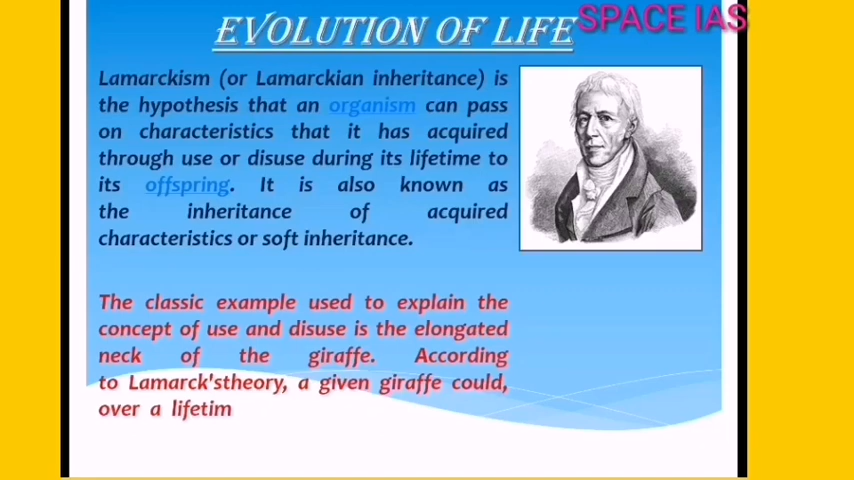 EVOLUTION OF LIFE
SPACE IAS
Lamarckism (or Lamarckian inheritance) is
the hypothesis that an organism can pass
on characteristics that it has acquired
through use or disuse during its lifetime to
its offspring. It is also known as
the inheritance of acquired
characteristics or soft inheritance.
The classic example used to explain the
concept of use and disuse is the elongated
neck of the giraffe. According
to Lamarck'stheory, a given giraffe could,
over a lifetim